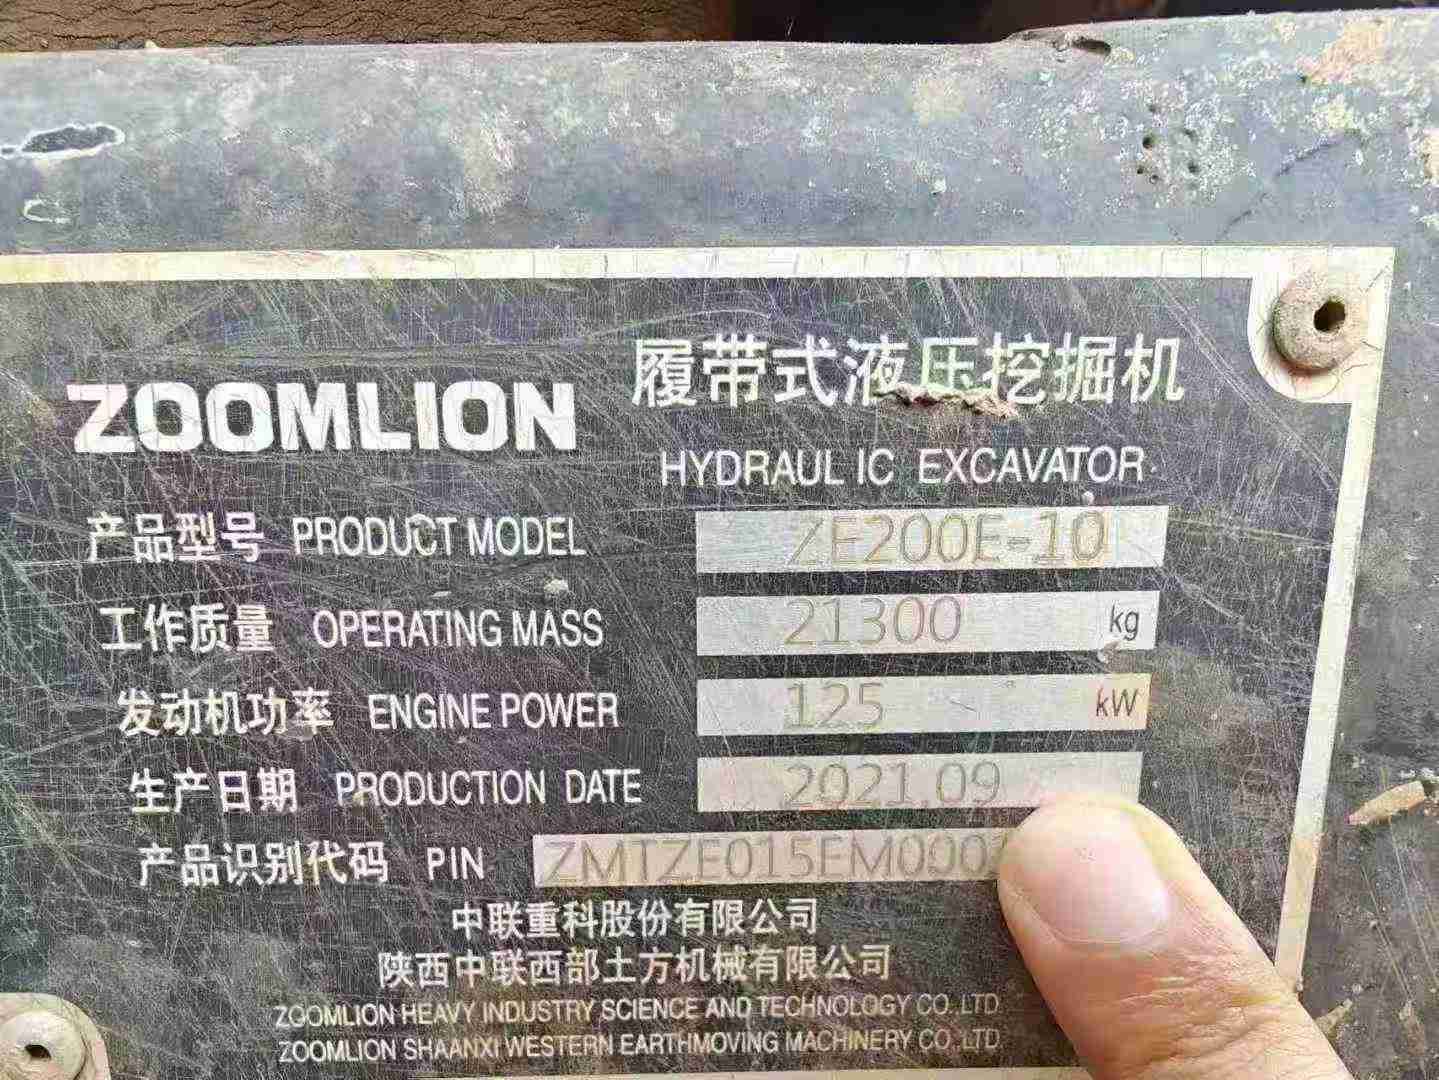 ZOOMLION 履带式液压挖掘机
HYDRAULIC EXCAVATOR
产品型号 PRODUCT MODEL ZE200E-10
工作质量 OPERATING MASS 21300 kg
发动机功率 ENGINE POWER 125 kW
生产日期 PRODUCTION DATE 2021.09
产品识别代码 PIN ZMTZE015EM000
中联重科股份有限公司
陕西中联西部土方机械有限公司
ZOOMLION HEAVY INDUSTRY SCIENCE AND TECHNOLOGY CO.,LTD
ZOOMLION SHAANXI WESTERN EARTHMOVING MACHINERY CO.,LTD